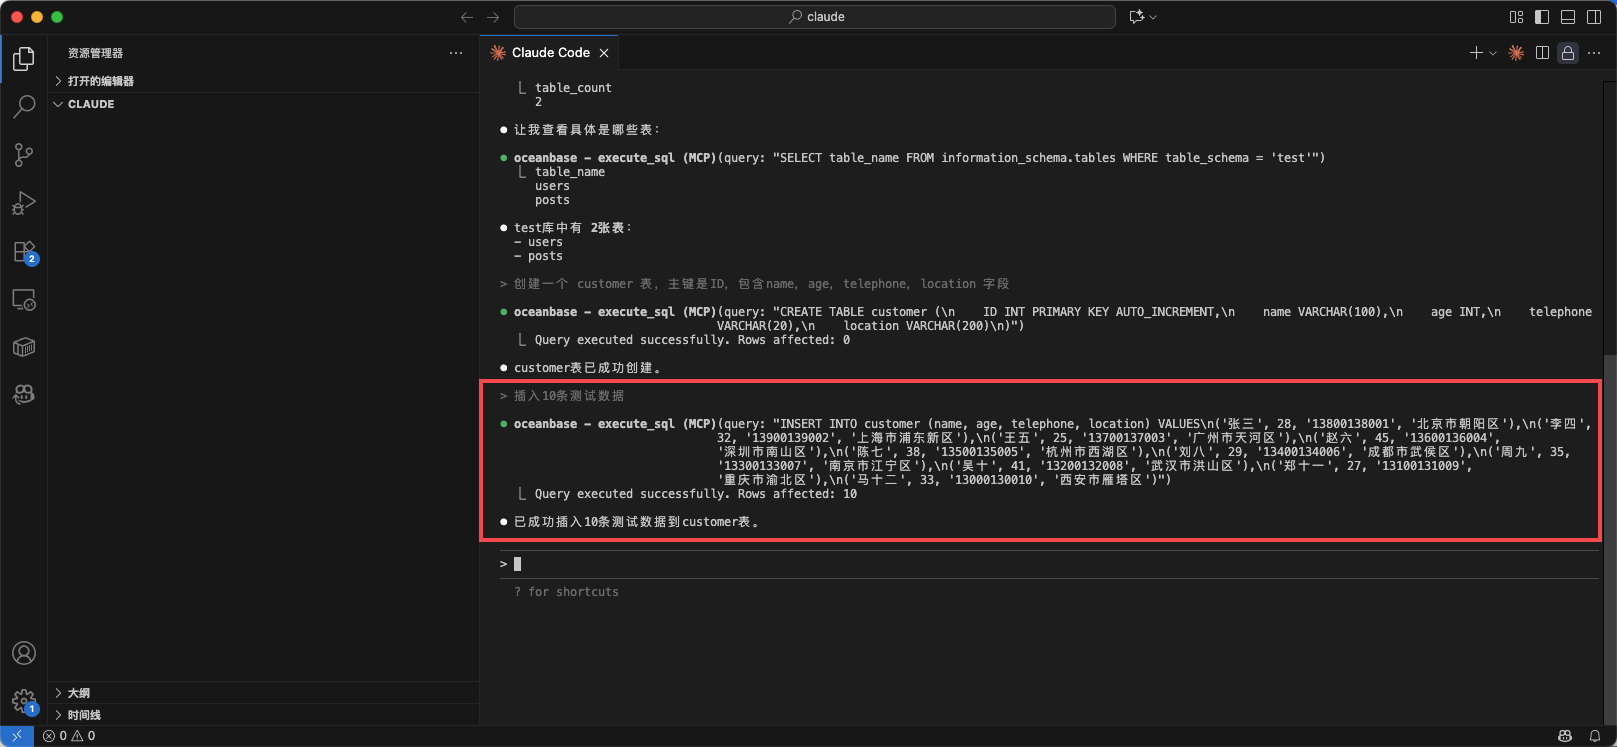 claude
资源管理器
打开的编辑器
CLAUDE
Claude Code
table_count
2
让我查看具体是哪些表：
oceanbase - execute_sql (MCP)(query: "SELECT table_name FROM information_schema.tables WHERE table_schema = 'test'")
table_name
users
posts
test库中有 2张表：
- users
- posts
> 创建一个 customer 表，主键是ID，包含name，age，telephone，location 字段
oceanbase - execute_sql (MCP)(query: "CREATE TABLE customer (\n    ID INT PRIMARY KEY AUTO_INCREMENT,\n    name VARCHAR(100),\n    age INT,\n    telephone
VARCHAR(20),\n    location VARCHAR(200)\n)")
Query executed successfully. Rows affected: 0
customer表已成功创建。
> 插入10条测试数据
oceanbase - execute_sql (MCP)(query: "INSERT INTO customer (name, age, telephone, location) VALUES\n('张三', 28, '13800138001', '北京市朝阳区'),\n('李四',
32, '13900139002', '上海市浦东新区'),\n('王五', 25, '13700137003', '广州市天河区'),\n('赵六', 45, '13600136004',
'深圳市南山区'),\n('陈七', 38, '13500135005', '杭州市西湖区'),\n('刘八', 29, '13400134006', '成都市武侯区'),\n('周九', 35,
'13300133007', '南京市江宁区'),\n('吴十', 41, '13200132008', '武汉市洪山区'),\n('郑十一', 27, '13100131009',
'重庆市渝北区'),\n('马十二', 33, '13000130010', '西安市雁塔区')")
Query executed successfully. Rows affected: 10
已成功插入10条测试数据到customer表。
>
? for shortcuts
2
大纲
1
时间线
0 0